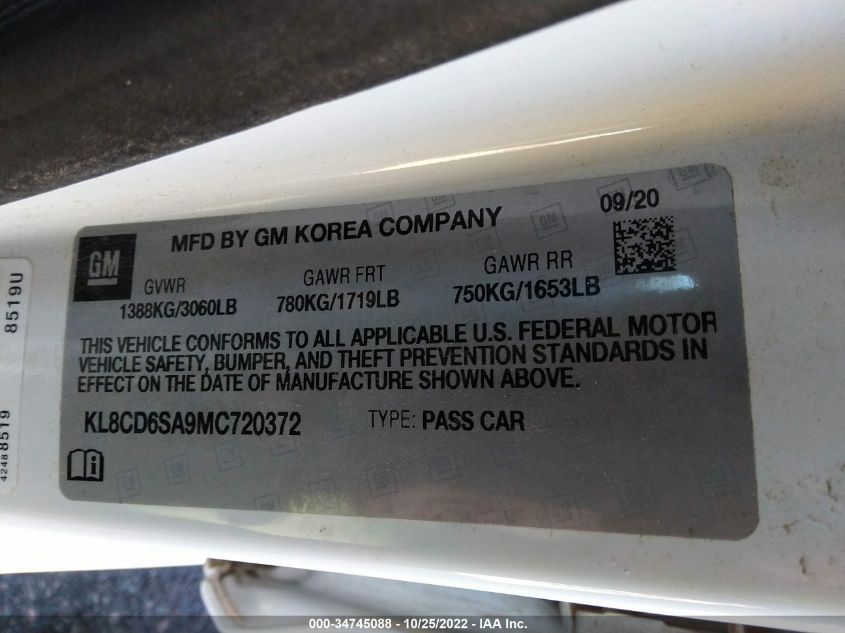 GM
MFD BY GM KOREA COMPANY
09/20
GVWR
GAWR FRT
GAWR RR
1388KG/3060LB
780KG/1719LB
750KG/1653LB
THIS VEHICLE CONFORMS TO ALL APPLICABLE U.S. FEDERAL MOTOR
VEHICLE SAFETY, BUMPER, AND THEFT PREVENTION STANDARDS IN
EFFECT ON THE DATE OF MANUFACTURE SHOWN ABOVE.
KL8CD6SA9MC720372
TYPE: PASS CAR
8519U
42488519
000-34745088 - 10/25/2022 - IAA Inc.